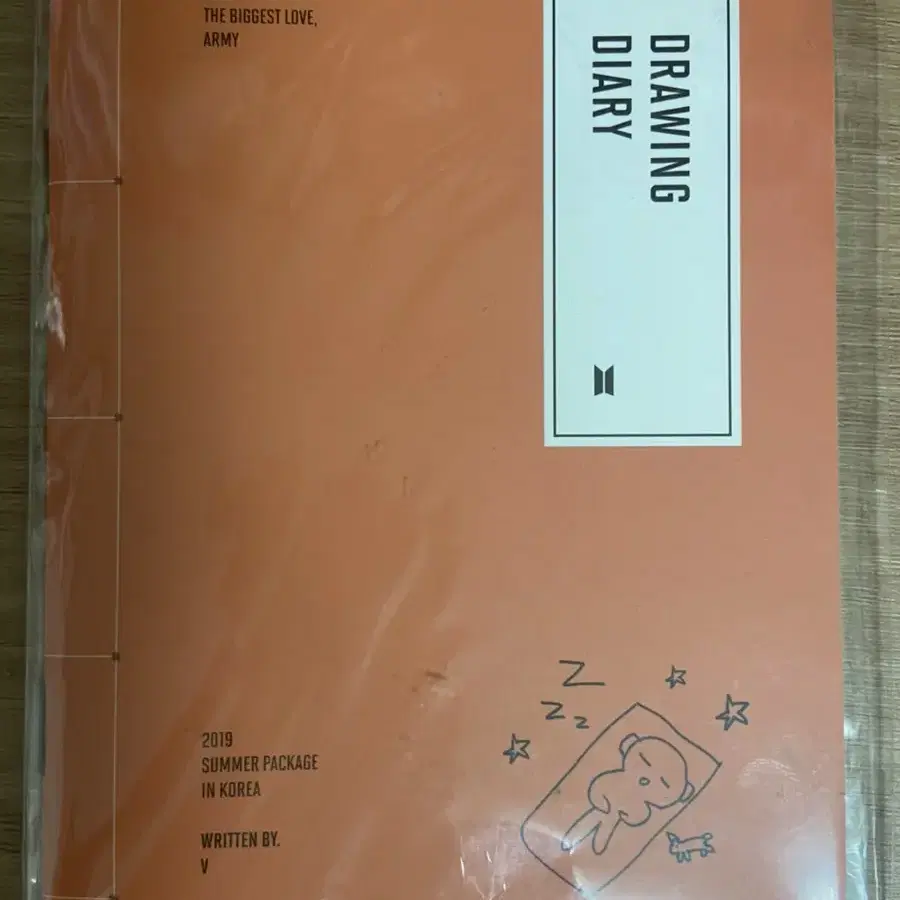 THE BIGGEST LOVE,
ARMY
DRAWING
DIARY
Z
Z
Z
2019
SUMMER PACKAGE
IN KOREA
WRITTEN BY.
V